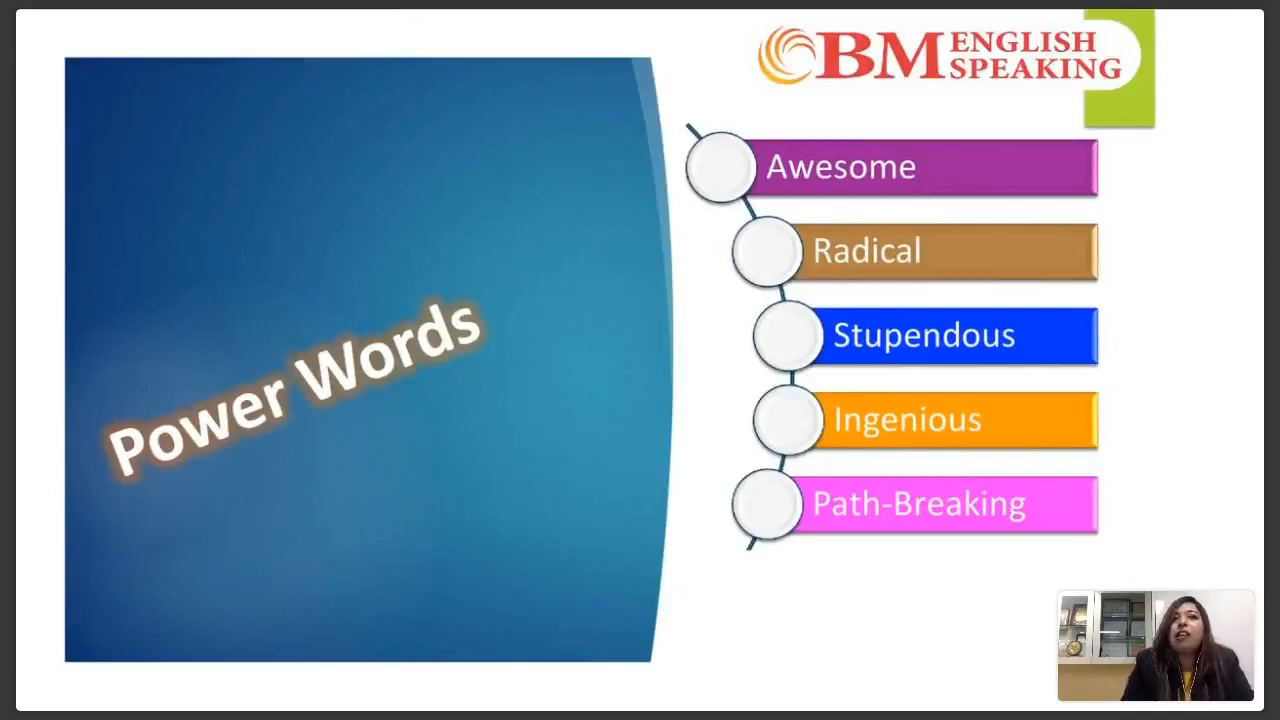 BM ENGLISH
SPEAKING
Awesome
Radical
Stupendous
Ingenious
Path-Breaking
Power Words